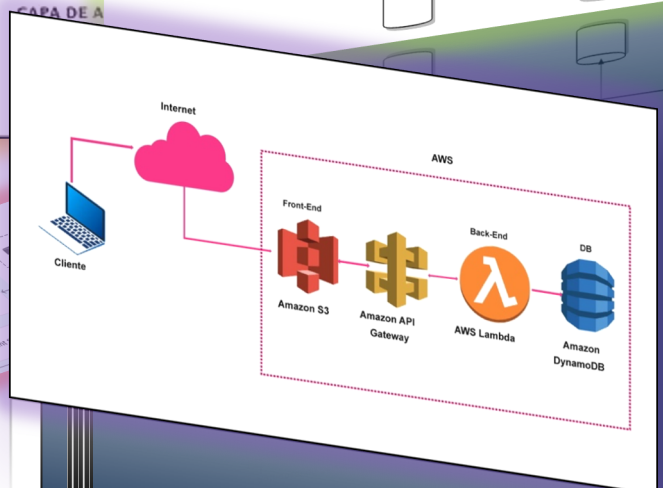 CAPA DE A
Internet
AWS
Front-End
Back-End
DB
Cliente
Amazon S3
Amazon API
Gateway
AWS Lambda
Amazon
DynamoDB